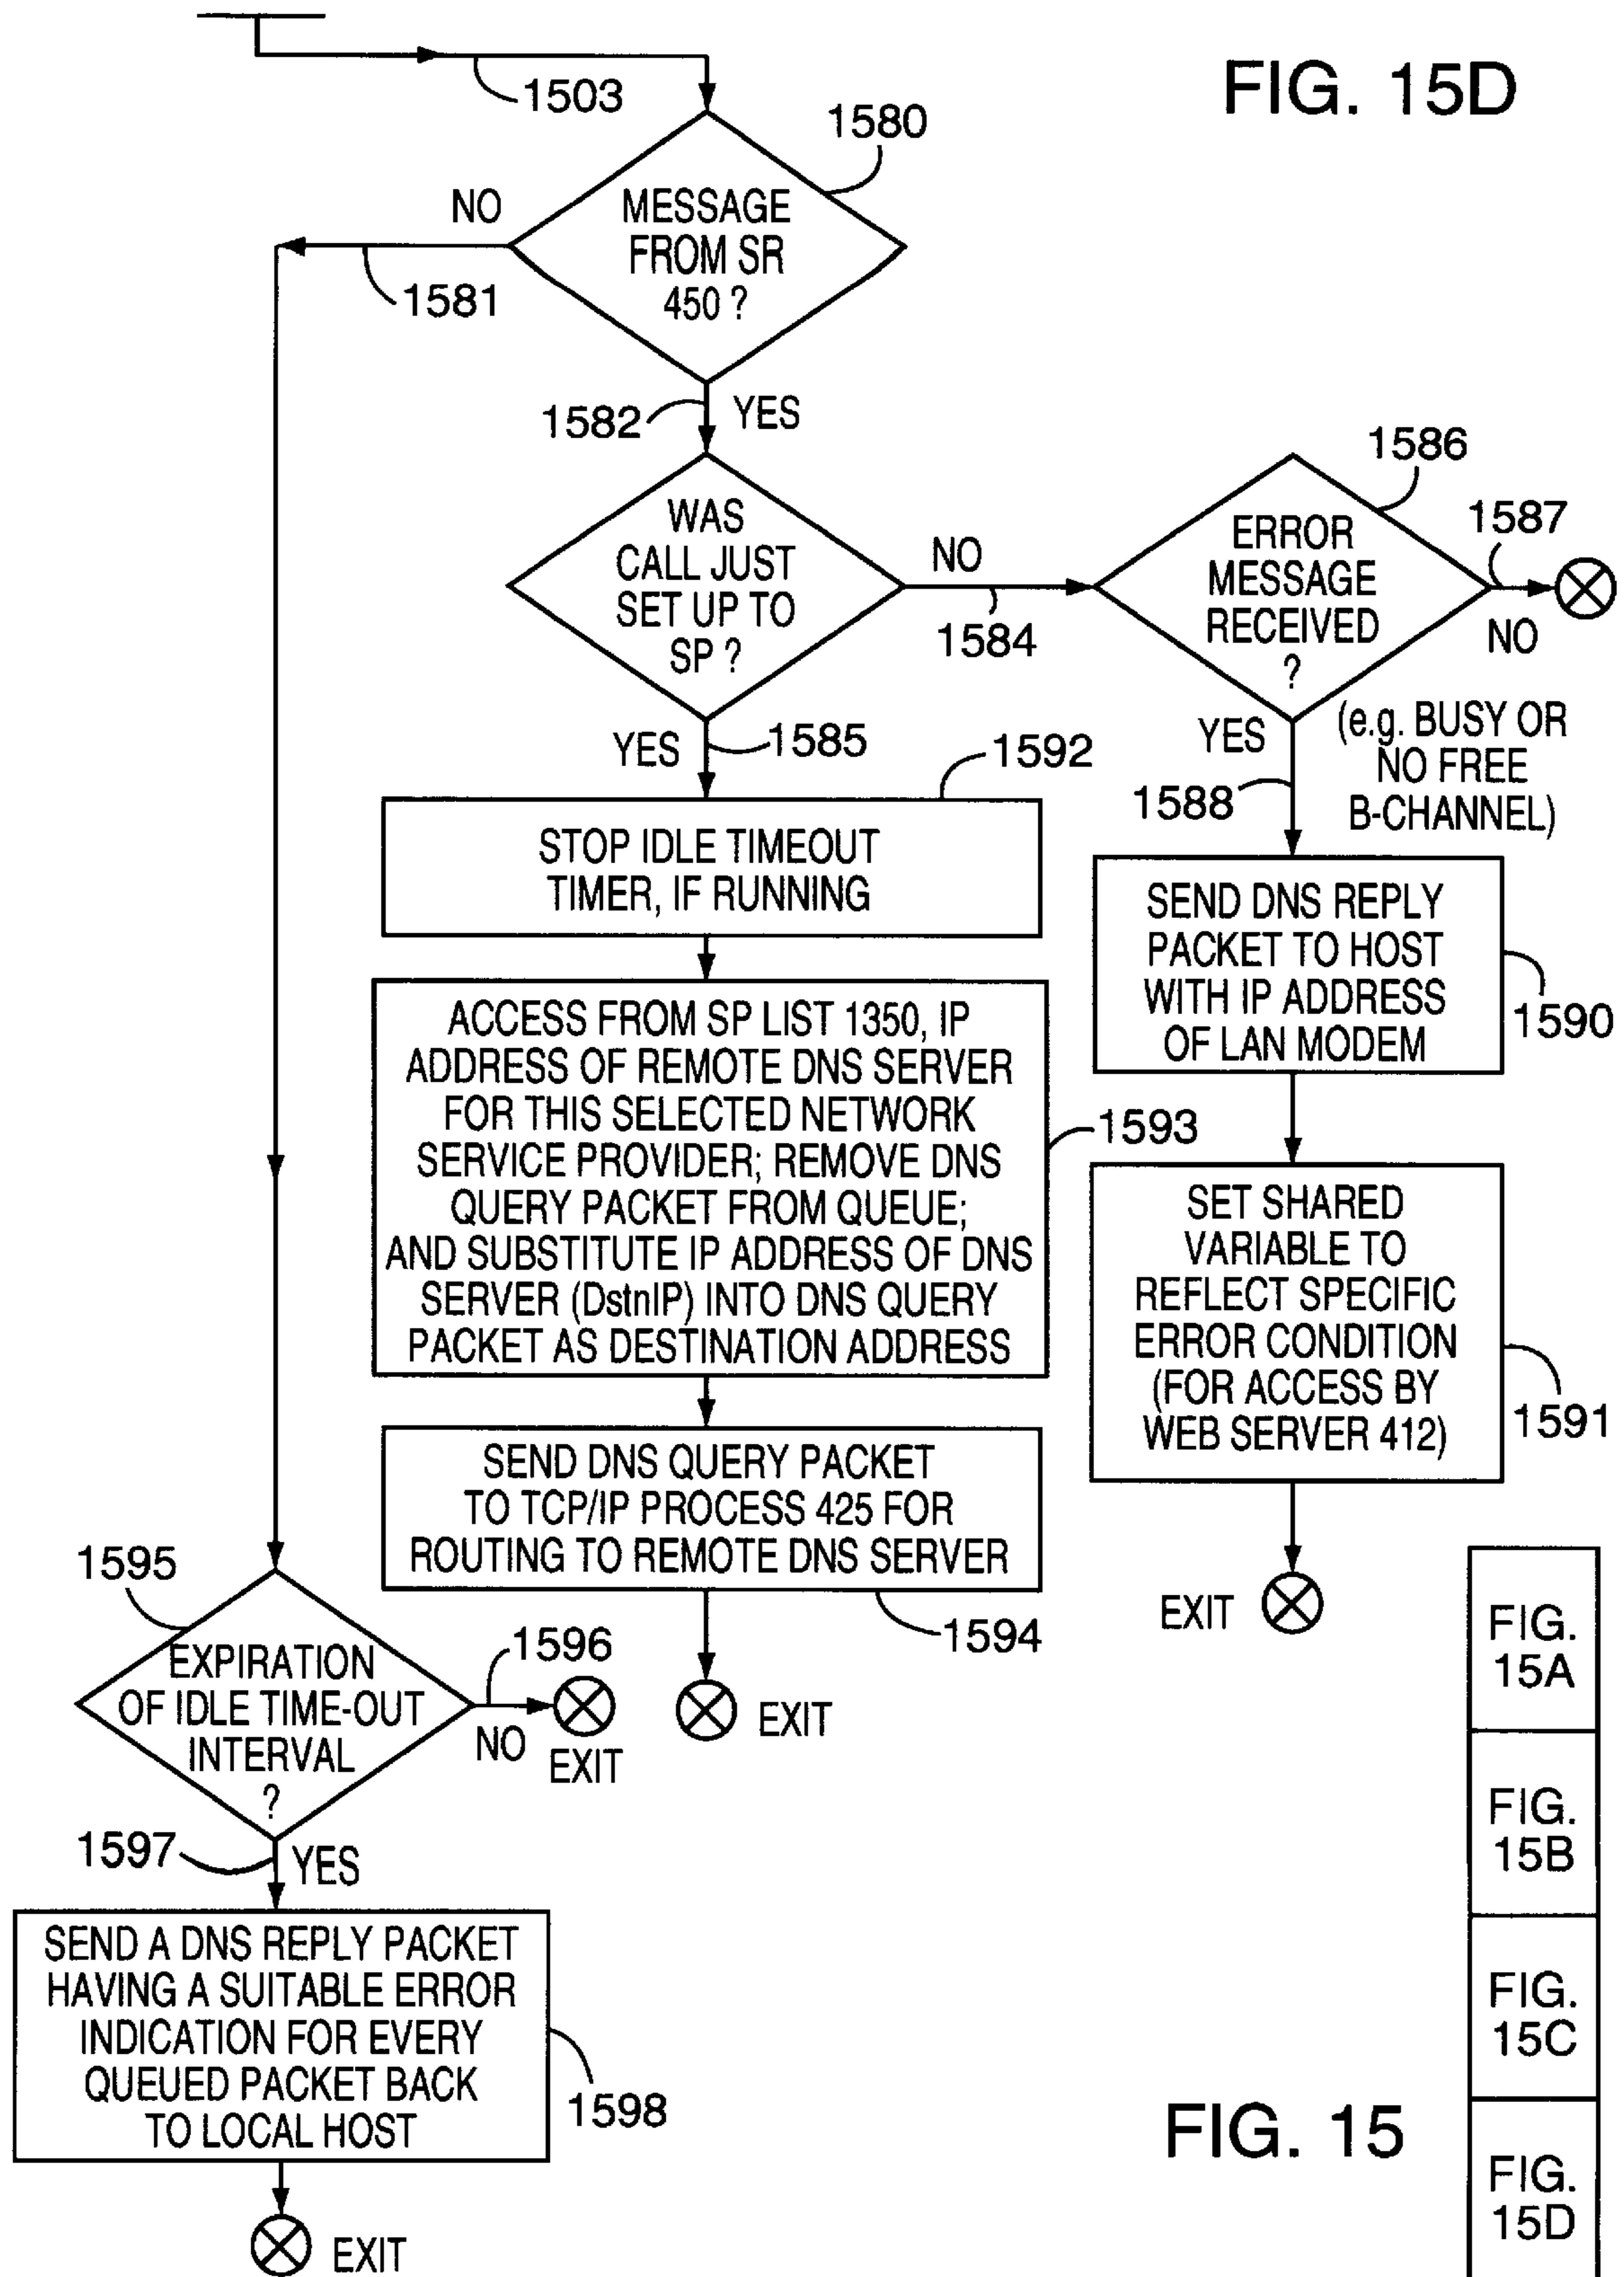 FIG. 15D
1503
1580
NO
MESSAGE
FROM SR
450 ?
1581
1582
YES
WAS
CALL JUST
SET UP TO
SP ?
NO
1584
1586
ERROR
MESSAGE
RECEIVED
?
1587
NO
(e.g. BUSY OR
NO FREE
B-CHANNEL)
YES
1585
1592
YES
1588
STOP IDLE TIMEOUT
TIMER, IF RUNNING
SEND DNS REPLY
PACKET TO HOST
WITH IP ADDRESS
OF LAN MODEM
1590
ACCESS FROM SP LIST 1350, IP
ADDRESS OF REMOTE DNS SERVER
FOR THIS SELECTED NETWORK
SERVICE PROVIDER; REMOVE DNS
QUERY PACKET FROM QUEUE;
AND SUBSTITUTE IP ADDRESS OF DNS
SERVER (DstnIP) INTO DNS QUERY
PACKET AS DESTINATION ADDRESS
1593
SET SHARED
VARIABLE TO
REFLECT SPECIFIC
ERROR CONDITION
(FOR ACCESS BY
WEB SERVER 412)
1591
SEND DNS QUERY PACKET
TO TCP/IP PROCESS 425 FOR
ROUTING TO REMOTE DNS SERVER
1594
EXIT
EXIT
1595
EXPIRATION
OF IDLE TIME-OUT
INTERVAL
?
1596
NO
EXIT
1597
YES
SEND A DNS REPLY PACKET
HAVING A SUITABLE ERROR
INDICATION FOR EVERY
QUEUED PACKET BACK
TO LOCAL HOST
1598
EXIT
FIG. 15
FIG.
15A
FIG.
15B
FIG.
15C
FIG.
15D